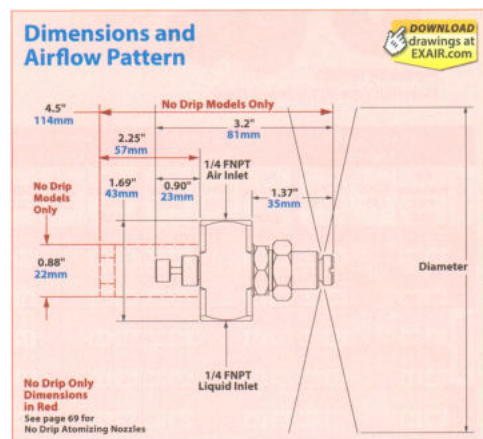 Dimensions and
Airflow Pattern
DOWNLOAD
drawings at
EXAIR.com
4.5"
114mm
No Drip Models Only
3.2"
81mm
2.25"
57mm
1/4 FNPT
Air Inlet
1.69"
43mm
0.90"
23mm
1.37"
35mm
No Drip
Models
Only
0.88"
22mm
Diameter
1/4 FNPT
Liquid Inlet
No Drip Only
Dimensions
in Red
See page 69 for
No Drip Atomizing Nozzles